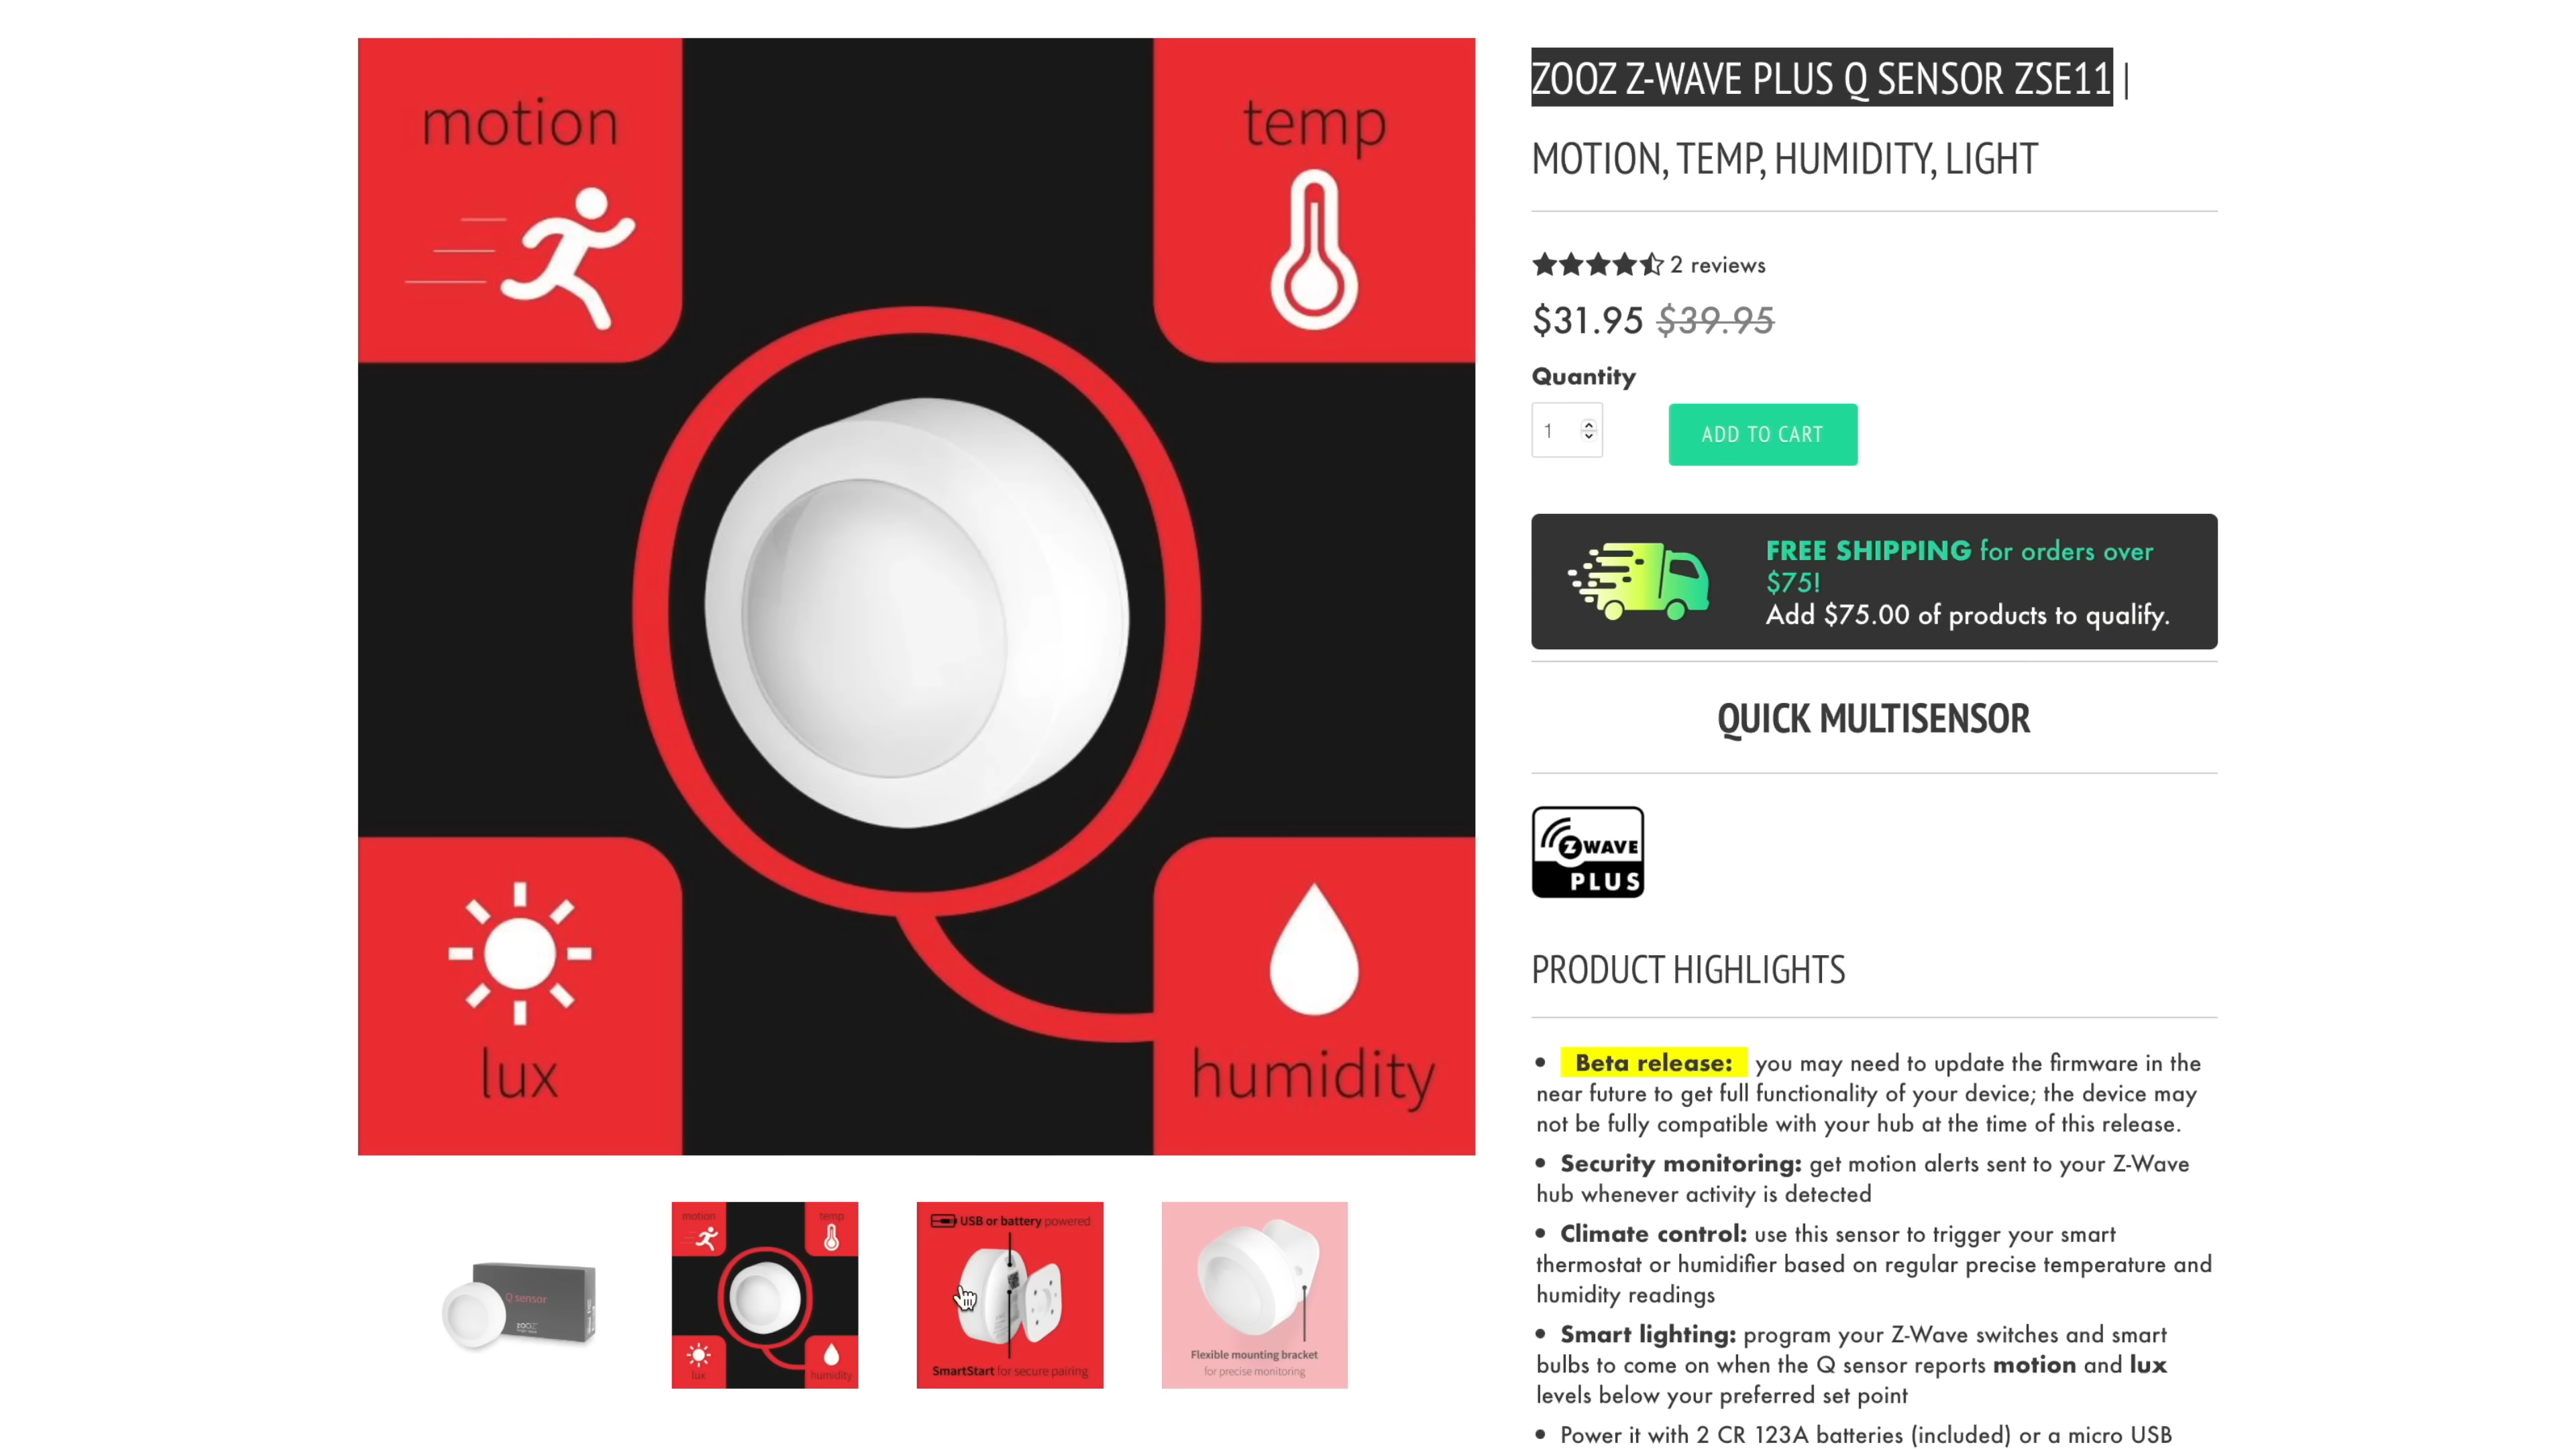 motion
temp
lux
humidity
Q sensor
zooz
motion
temp
lux
humidity
USB or battery powered
SmartStart for secure pairing
Flexible mounting bracket
for precise monitoring
ZOOZ Z-WAVE PLUS Q SENSOR ZSE11 |
MOTION, TEMP, HUMIDITY, LIGHT
2 reviews
$31.95 $39.95
Quantity
1
ADD TO CART
FREE SHIPPING for orders over
$75!
Add $75.00 of products to qualify.
QUICK MULTISENSOR
Z WAVE
PLUS
PRODUCT HIGHLIGHTS
• Beta release: you may need to update the firmware in the
near future to get full functionality of your device; the device may
not be fully compatible with your hub at the time of this release.
• Security monitoring: get motion alerts sent to your Z-Wave
hub whenever activity is detected
• Climate control: use this sensor to trigger your smart
thermostat or humidifier based on regular precise temperature and
humidity readings
• Smart lighting: program your Z-Wave switches and smart
bulbs to come on when the Q sensor reports motion and lux
levels below your preferred set point
• Power it with 2 CR 123A batteries (included) or a micro USB